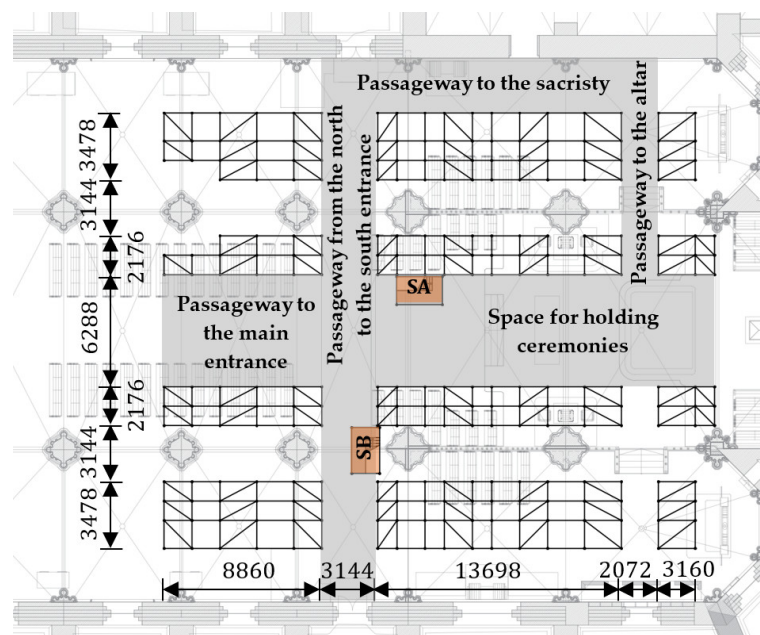 Passageway to the sacristy
Passageway to the altar
Passageway from the north
to the south entrance
3478
3144
2176
6288
2176
3144
3478
SA
Passageway to
the main
entrance
Space for holding
ceremonies
SB
8860
3144
13698
2072
3160